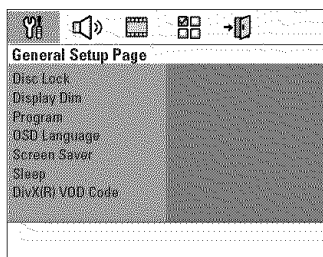 General Setup Page
Disc Lock
Display Dim
Program
OSD Language
Screen Saver
Sleep
DivX(R) VOD Code